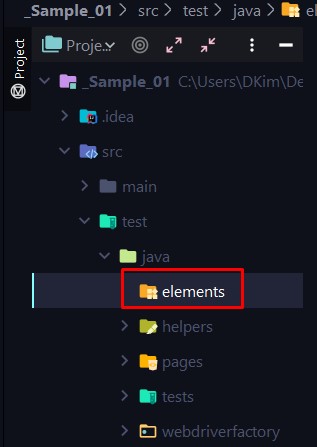 _Sample_01 > src > test > java > el
Project
Proje..
_Sample_01 C:\Users\DKim\De
.idea
src
main
test
java
elements
helpers
pages
tests
webdriverfactory